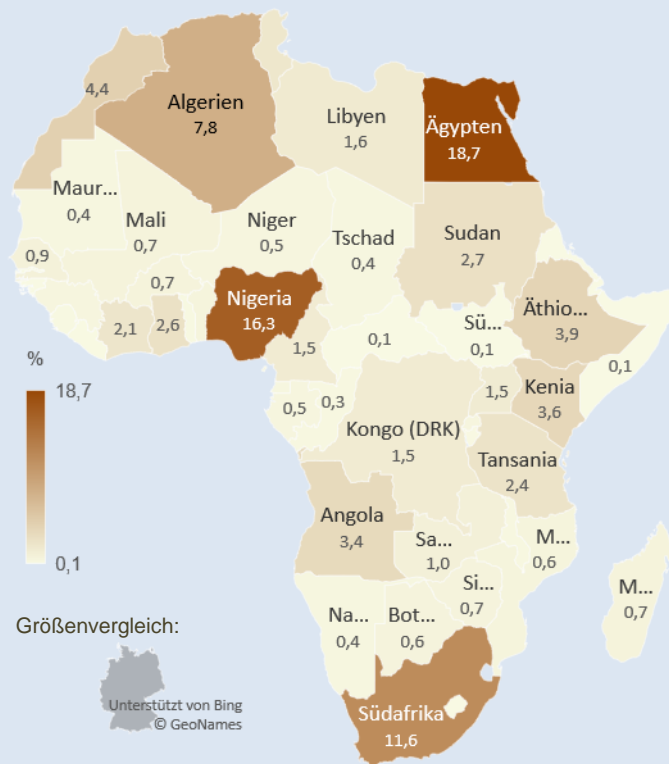 4,4
Algerien
7,8
Libyen
1,6
Ägypten
18,7
Maur...
0,4
Mali
0,7
Niger
0,5
Tschad
0,4
Sudan
2,7
0,9
0,7
Nigeria
16,3
2,1
2,6
1,5
0,1
Sü...
0,1
Äthio...
3,9
0,1
%
18,7
0,1
0,5
0,3
Kongo (DRK)
1,5
1,5
Kenia
3,6
Tansania
2,4
Angola
3,4
Sa...
1,0
M...
0,6
Si...
0,7
M...
0,7
Na...
0,4
Bot...
0,6
Südafrika
11,6
Größenvergleich:
Unterstützt von Bing
© GeoNames